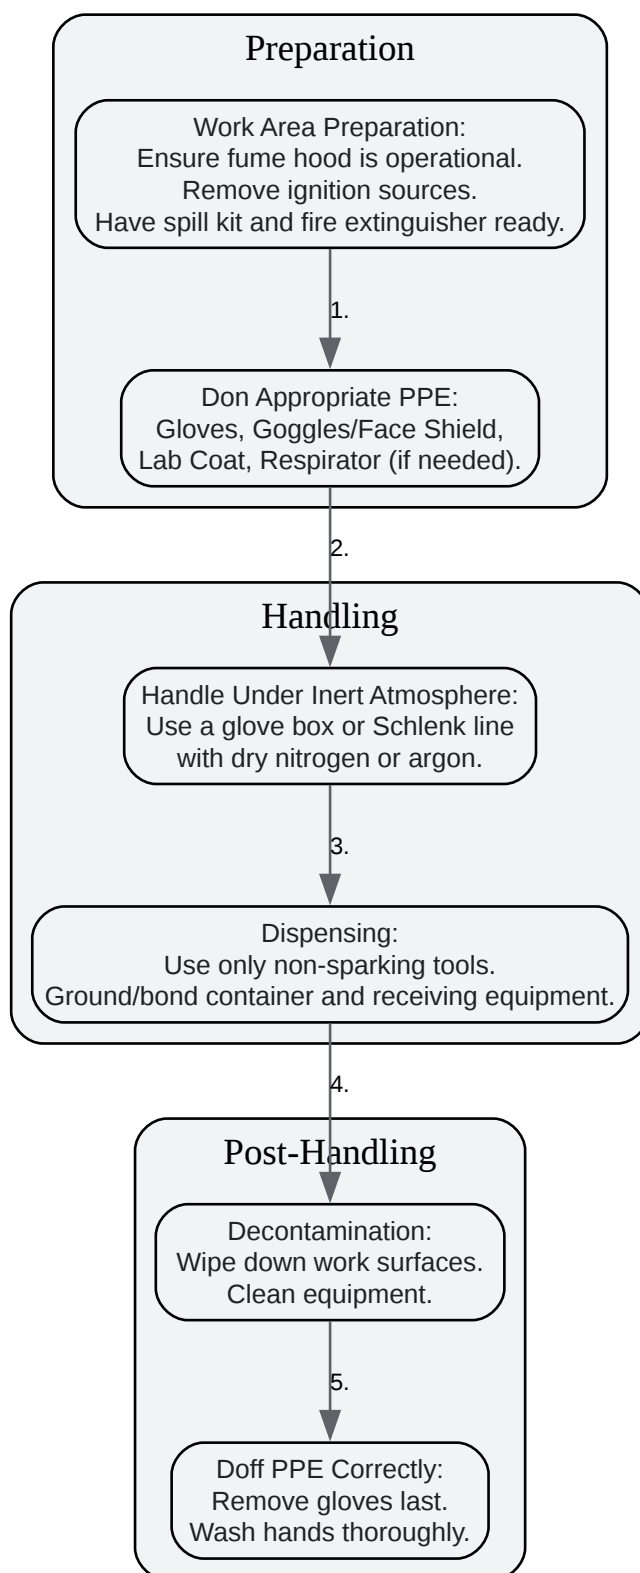 Preparation
Work Area Preparation:
Ensure fume hood is operational.
Remove ignition sources.
Have spill kit and fire extinguisher ready.
1.
Don Appropriate PPE:
Gloves, Goggles/Face Shield,
Lab Coat, Respirator (if needed).
2.
Handling
Handle Under Inert Atmosphere:
Use a glove box or Schlenk line
with dry nitrogen or argon.
3.
Dispensing:
Use only non-sparking tools.
Ground/bond container and receiving equipment.
4.
Post-Handling
Decontamination:
Wipe down work surfaces.
Clean equipment.
5.
Doff PPE Correctly:
Remove gloves last.
Wash hands thoroughly.